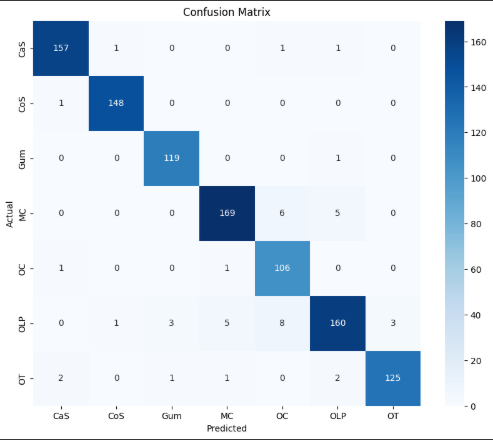 Confusion Matrix
CaS 157 1 0 0 1 1 0
CoS 1 148 0 0 0 0 0
Gum 0 0 119 0 0 1 0
MC 0 0 0 169 6 5 0
OC 1 0 0 1 106 0 0
OLP 0 1 3 5 8 160 3
OT 2 0 1 1 0 2 125
CaS CoS Gum MC OC OLP OT
Predicted
Actual
160
140
120
100
80
60
40
20
0